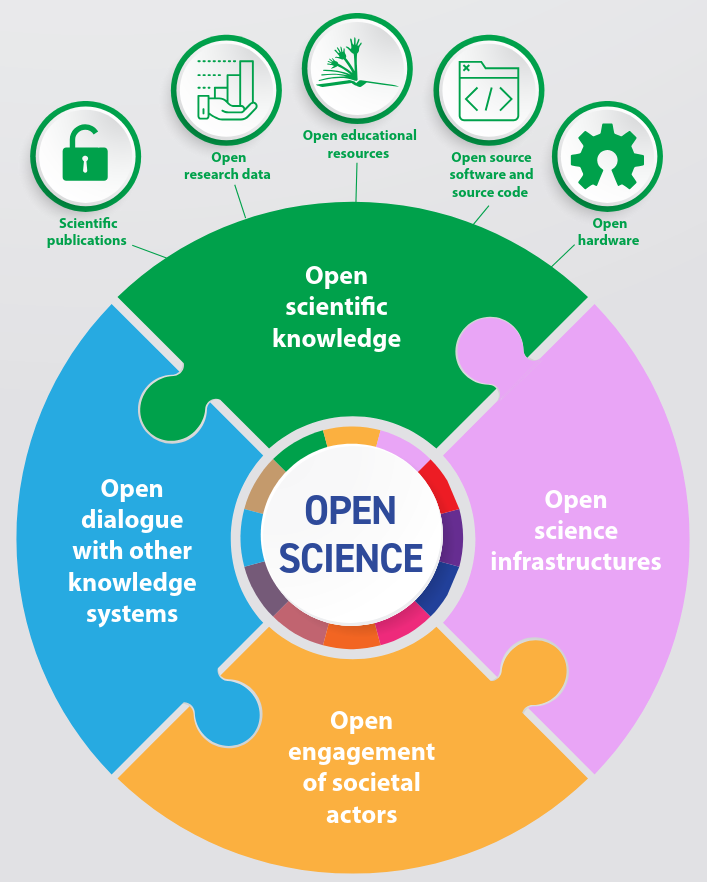 Scientific
publications
Open
research data
Open educational
resources
Open source
software and
source code
Open
hardware
Open
scientific
knowledge
Open
dialogue
with other
knowledge
systems
OPEN
SCIENCE
Open
science
infrastructures
Open
engagement
of societal
actors